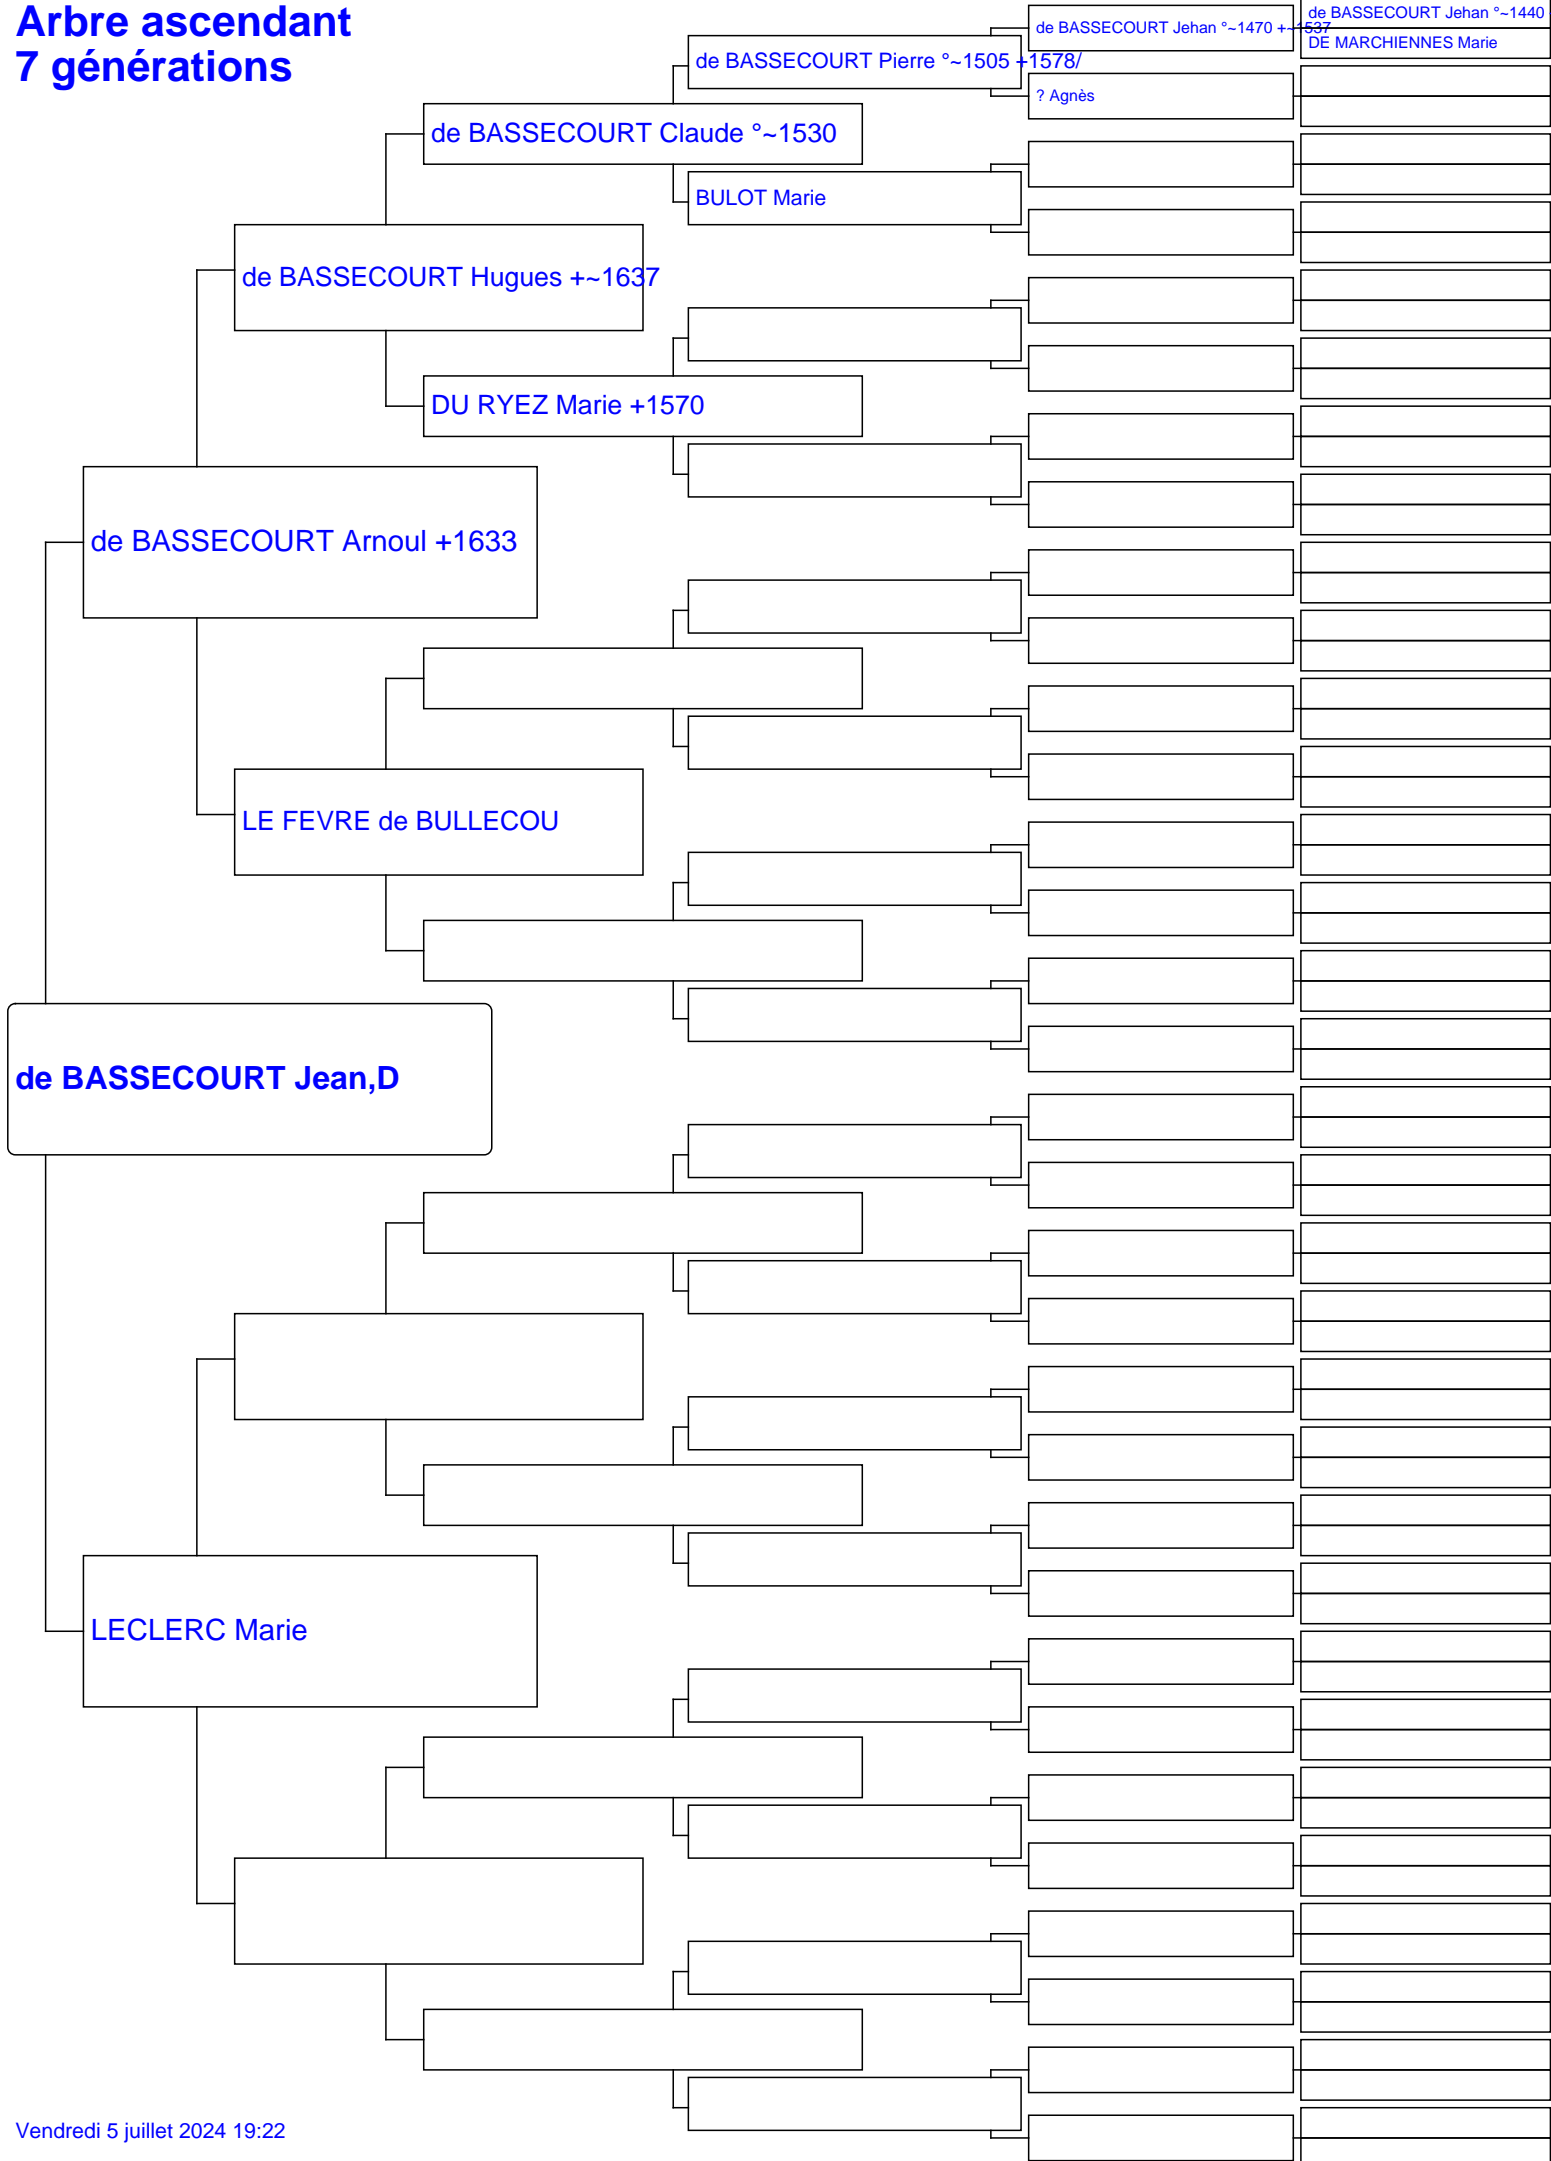 Arbre ascendant
7 générations
de BASSECOURT Jehan °~1440
de BASSECOURT Jehan °~1470 +~1537
DE MARCHIENNES Marie
de BASSECOURT Pierre °~1505 +1578/
? Agnès
de BASSECOURT Claude °~1530
BULOT Marie
de BASSECOURT Hugues +~1637
DU RYEZ Marie +1570
de BASSECOURT Arnoul +1633
LE FEVRE de BULLECOU
de BASSECOURT Jean,D
LECLERC Marie
Vendredi 5 juillet 2024 19:22